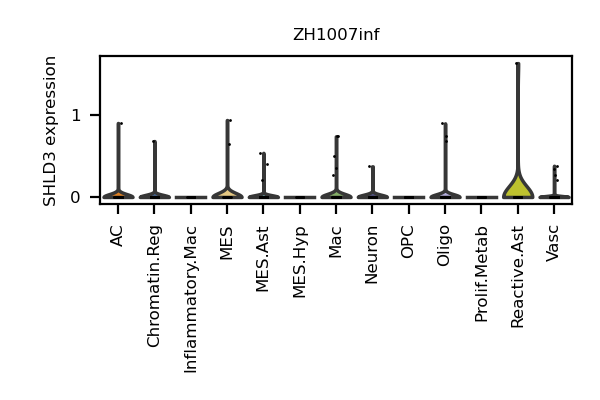 ZH1007inf
SHLD3 expression
1
0
AC
Chromatin.Reg
Inflammatory.Mac
MES
MES.Ast
MES.Hyp
Mac
Neuron
OPC
Oligo
Prolif.Metab
Reactive.Ast
Vasc